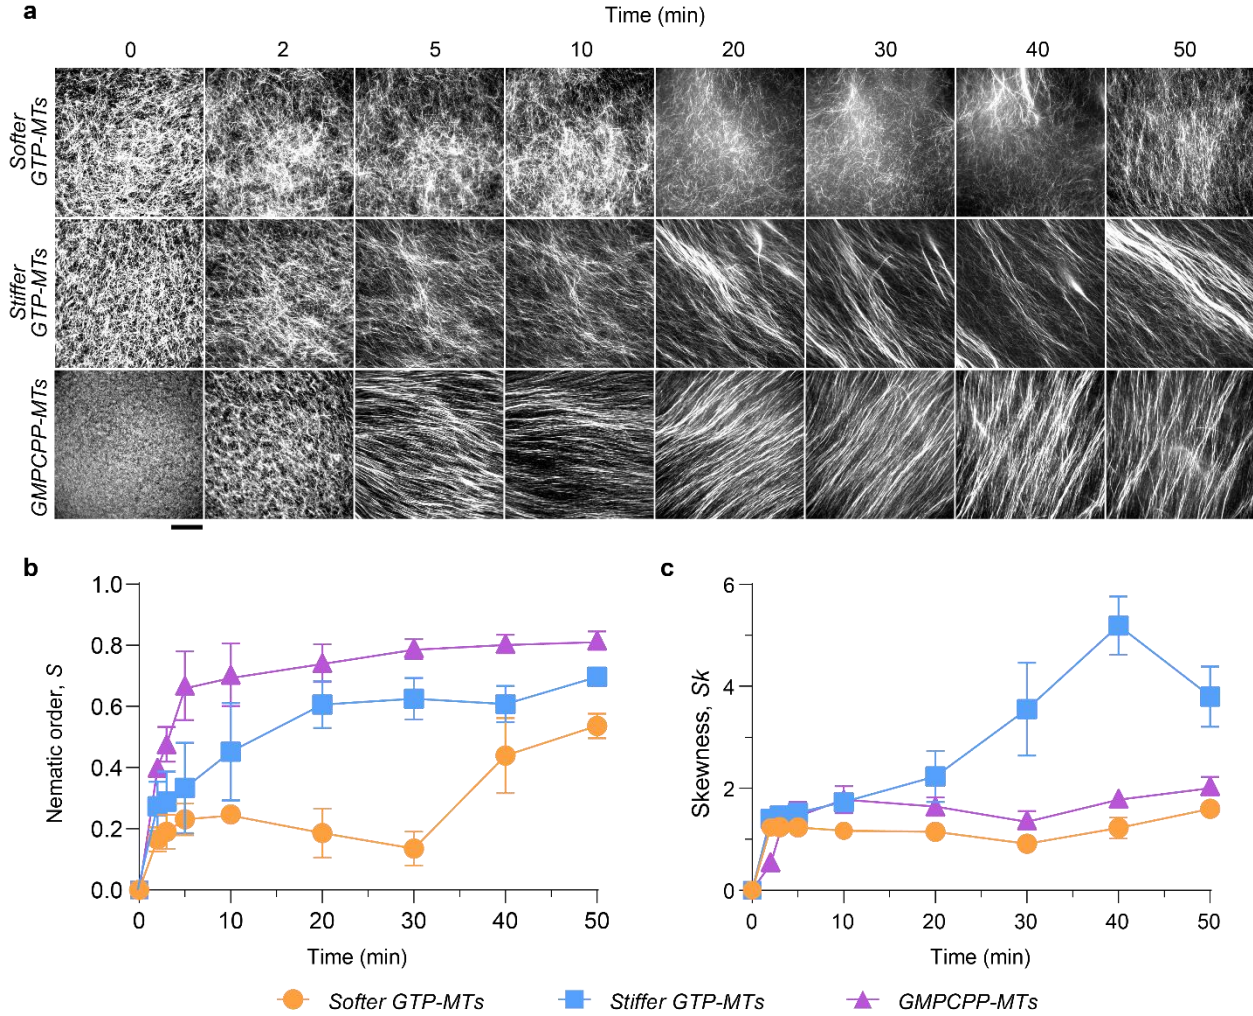 a
Time (min)
0 2 5 10 20 30 40 50
Softer
GTP-MTs
Stiffer
GTP-MTs
GMPCPP-MTs
b
1.0
0.8
0.6
0.4
0.2
0.0
Nematic order, S
0 10 20 30 40 50
Time (min)
c
6
4
2
0
Skewness, Sk
0 10 20 30 40 50
Time (min)
Softer GTP-MTs Stiffer GTP-MTs GMPCPP-MTs